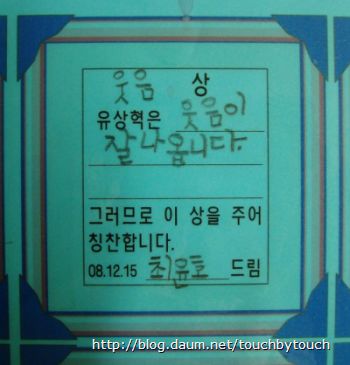 웃음 상
유상혁은 웃음이
잘 나옵니다.
그러므로 이 상을 주어
칭찬합니다.
08.12.15 최윤호 드림
http://blog.daum.net/touchbytouch